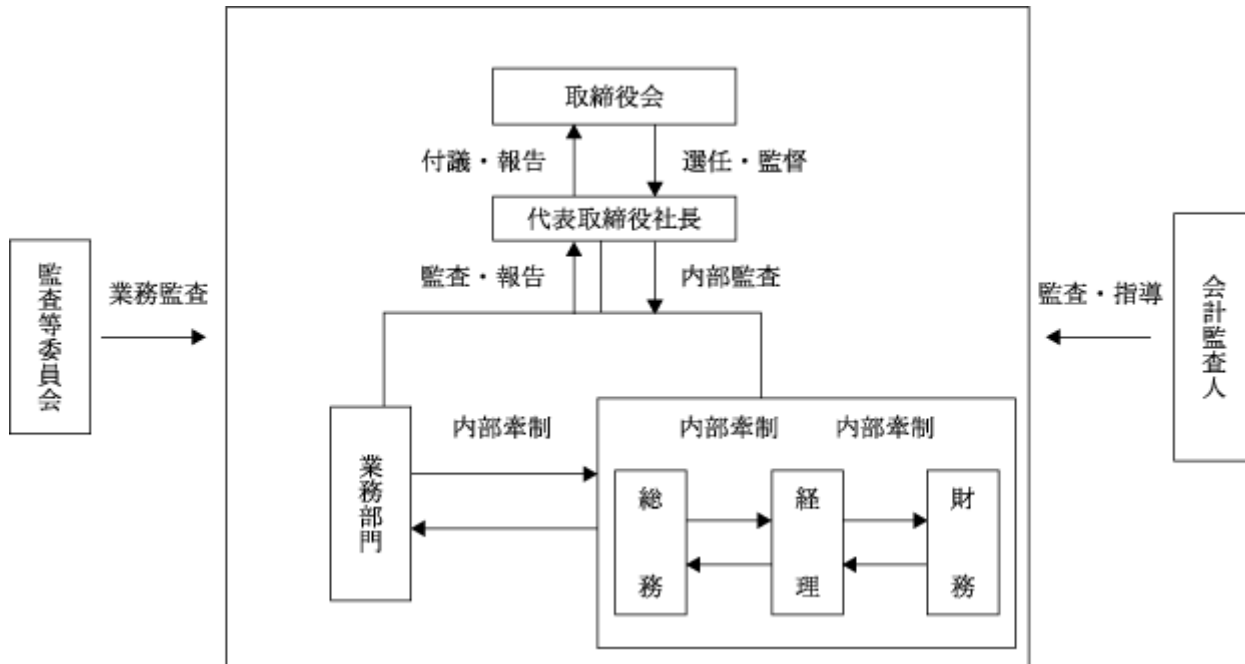 取締役会
付議・報告
選任・監督
代表取締役社長
監査・報告
内部監査
監査等委員会
業務監査
監査・指導
会計監査人
業務部門
内部牽制
内部牽制
内部牽制
総務
経理
財務